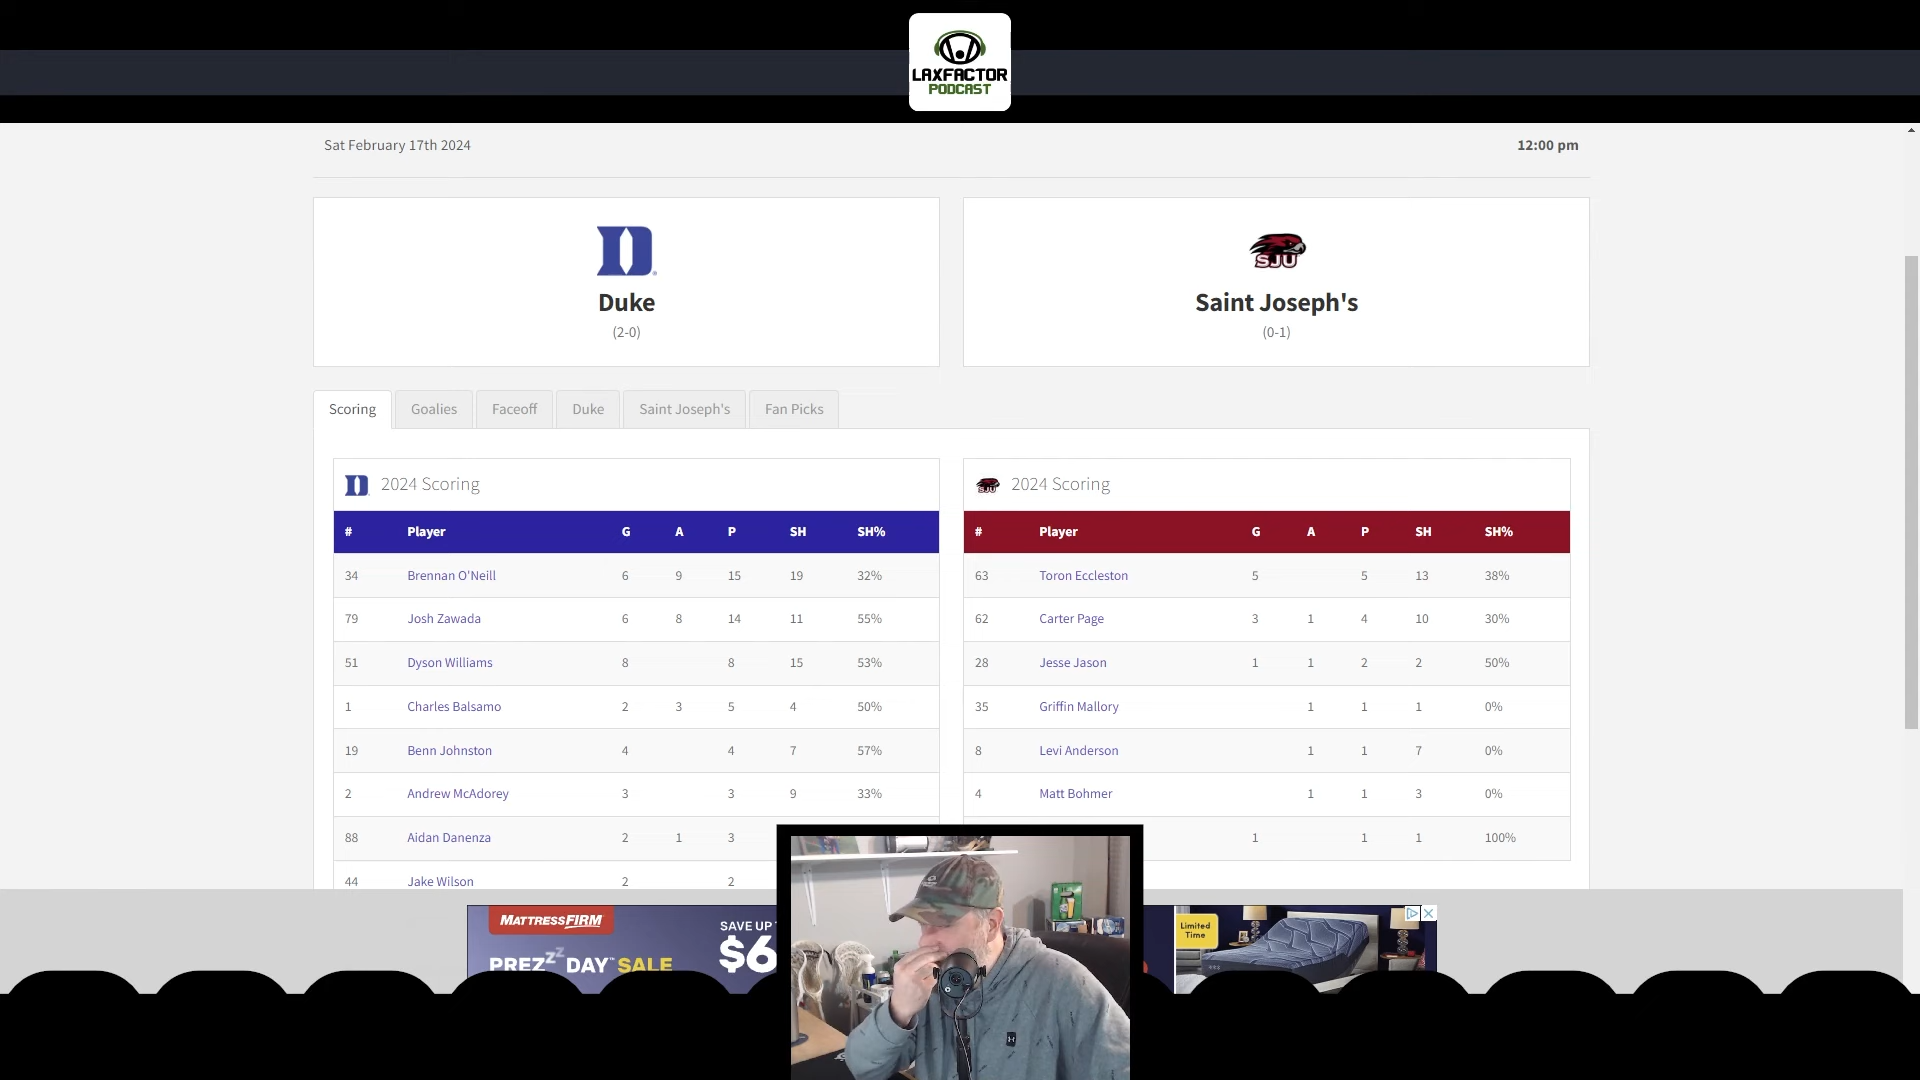 LAXFACTOR
PODCAST
Sat February 17th 2024 12:00 pm
Duke
(2-0)
SJU
Saint Joseph's
(0-1)
Scoring Goalies Faceoff Duke Saint Joseph's Fan Picks
2024 Scoring
# Player G A P SH SH%
34 Brennan O'Neill 6 9 15 19 32%
79 Josh Zawada 6 8 14 11 55%
51 Dyson Williams 8 8 15 53%
1 Charles Balsamo 2 3 5 4 50%
19 Benn Johnston 4 4 7 57%
2 Andrew McAdorey 3 3 9 33%
88 Aidan Danenza 2 1 3
44 Jake Wilson 2 2
SJU
2024 Scoring
# Player G A P SH SH%
63 Toron Eccleston 5 5 13 38%
62 Carter Page 3 1 4 10 30%
28 Jesse Jason 1 1 2 2 50%
35 Griffin Mallory 1 1 1 0%
8 Levi Anderson 1 1 7 0%
4 Matt Bohmer 1 1 3 0%
1 1 1 100%
MATTRESSFIRM
PREZzz DAY™ SALE
SAVE UP
$6
Limited
Time